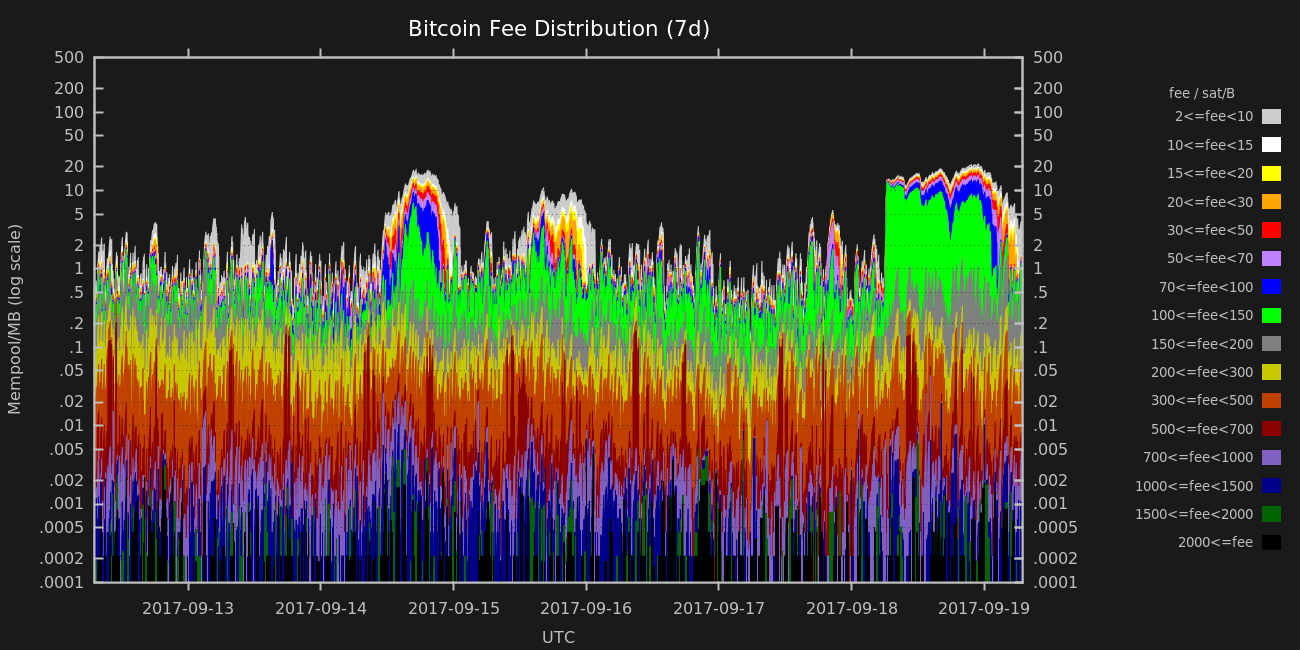 Bitcoin Fee Distribution (7d)
500 500
200 200
100 100
50 50
20 20
10 10
5 5
2 2
1 1
.5 .5
.2 .2
.1 .1
.05 .05
.02 .02
.01 .01
.005 .005
.002 .002
.001 .001
.0005 .0005
.0002 .0002
.0001 .0001
Mempool/MB (log scale)
2017-09-13 2017-09-14 2017-09-15 2017-09-16 2017-09-17 2017-09-18 2017-09-19
UTC
fee / sat/B
2<=fee<10
10<=fee<15
15<=fee<20
20<=fee<30
30<=fee<50
50<=fee<70
70<=fee<100
100<=fee<150
150<=fee<200
200<=fee<300
300<=fee<500
500<=fee<700
700<=fee<1000
1000<=fee<1500
1500<=fee<2000
2000<=fee